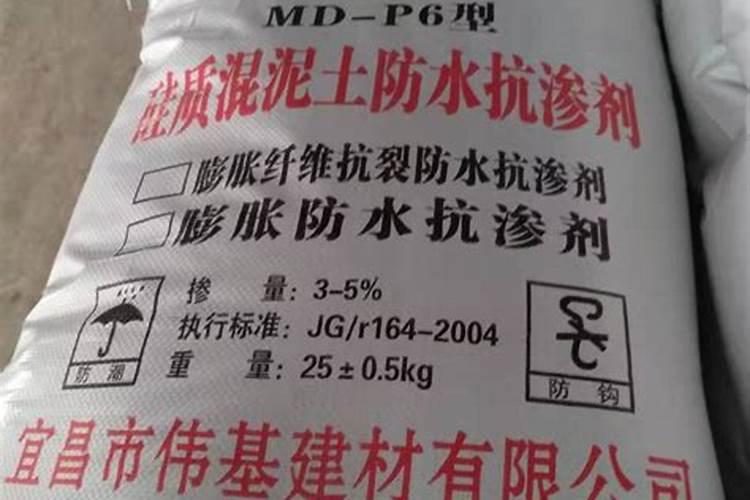 MD-P6型
硅质混泥土防水抗渗剂
膨胀纤维抗裂防水抗渗剂
膨胀防水抗渗剂
掺 量: 3-5%
执行标准: JG/r164-2004
重 量: 25±0.5kg
防潮
防钩
宜昌市伟基建材有限公司